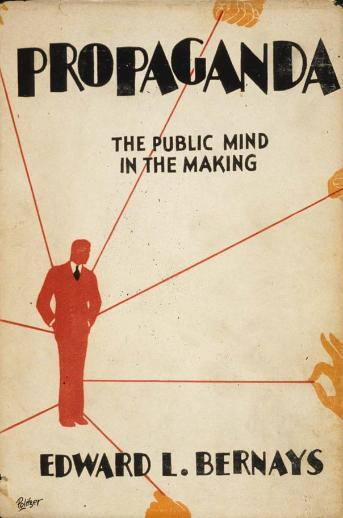 PROPAGANDA
THE PUBLIC MIND
IN THE MAKING
EDWARD L. BERNAYS